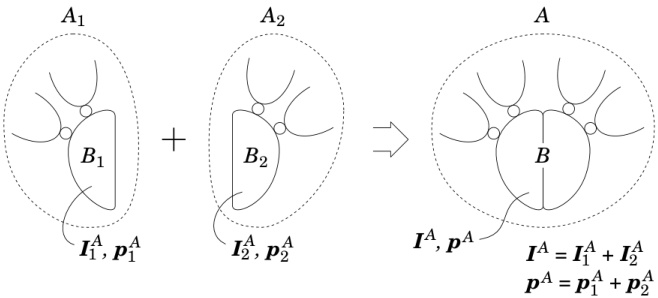 A₁ A₂ A
+
B₁ B₂ B
I₁ᴬ, p₁ᴬ I₂ᴬ, p₂ᴬ Iᴬ, pᴬ
Iᴬ = I₁ᴬ + I₂ᴬ
pᴬ = p₁ᴬ + p₂ᴬ